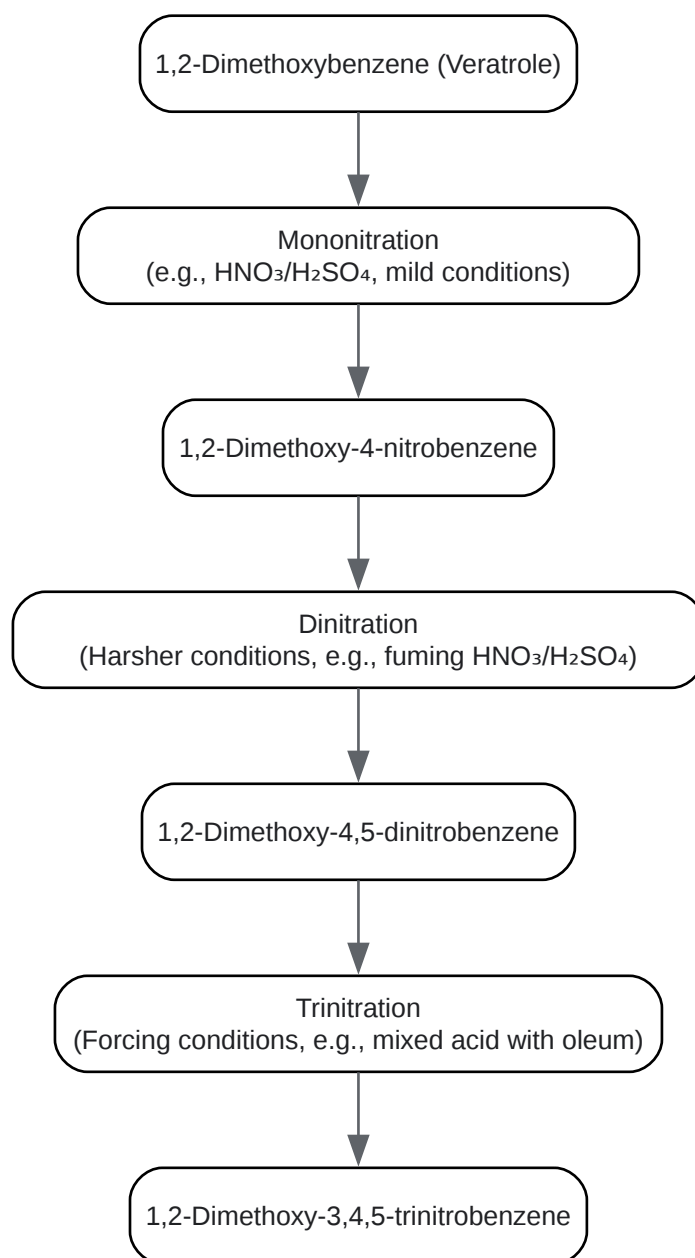 1,2-Dimethoxybenzene (Veratrole)
Mononitration
(e.g., HNO₃/H₂SO₄, mild conditions)
1,2-Dimethoxy-4-nitrobenzene
Dinitration
(Harsher conditions, e.g., fuming HNO₃/H₂SO₄)
1,2-Dimethoxy-4,5-dinitrobenzene
Trinitration
(Forcing conditions, e.g., mixed acid with oleum)
1,2-Dimethoxy-3,4,5-trinitrobenzene